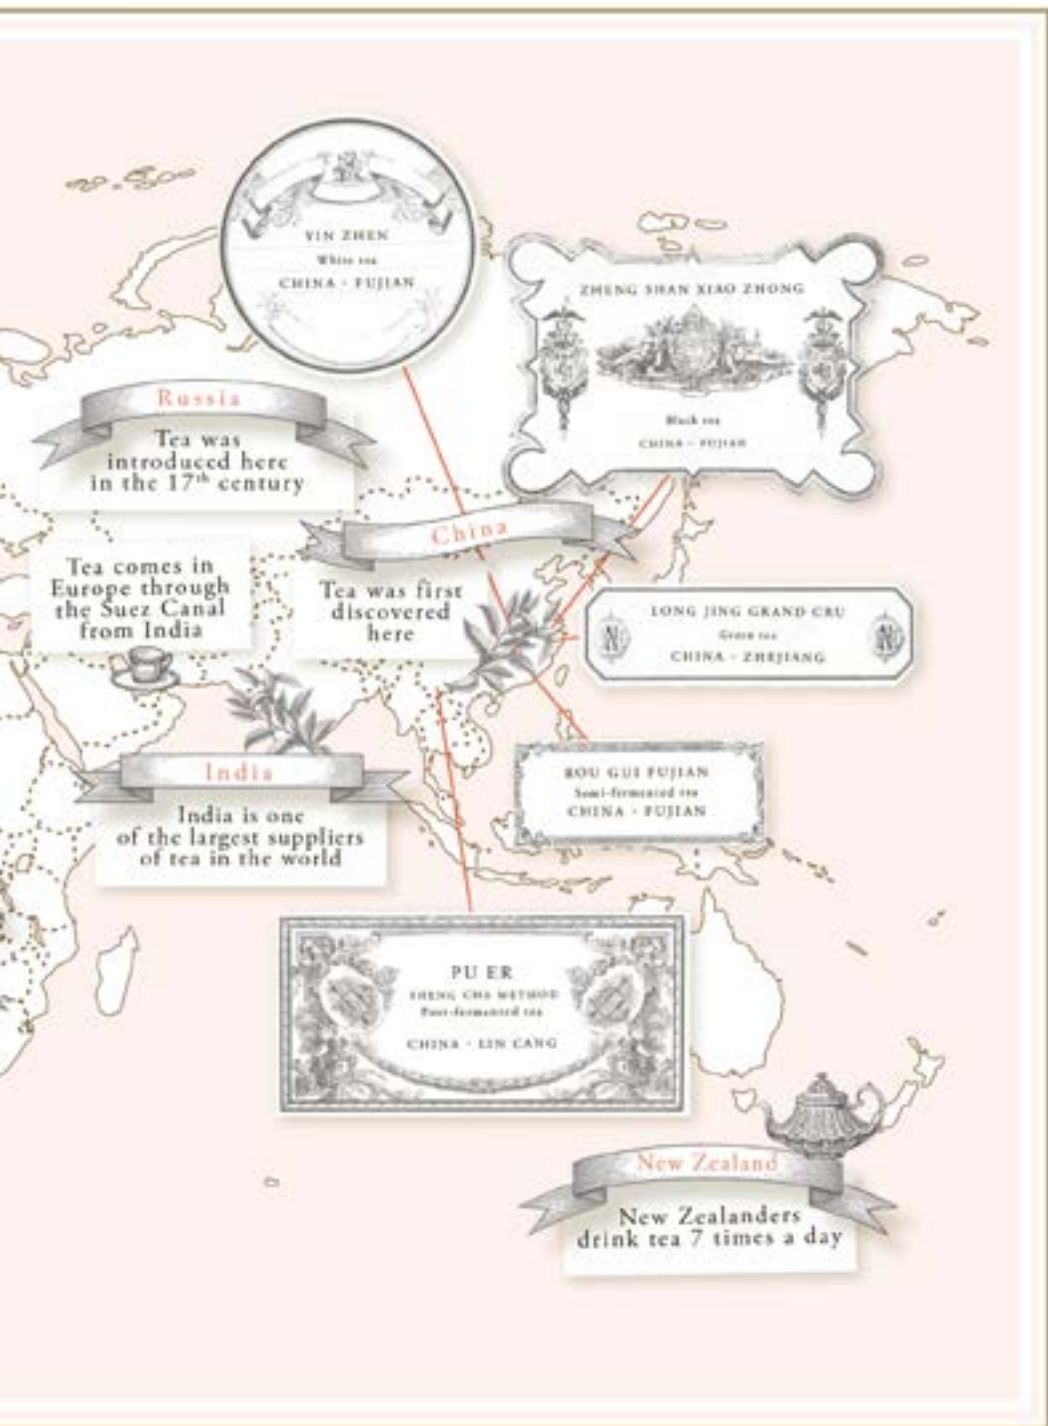 YIN ZHEN
White tea
CHINA - FUJIAN
ZHENG SHAN XIAO ZHONG
Black tea
CHINA - FUJIAN
Russia
Tea was
introduced here
in the 17th century
China
Tea was first
discovered
here
Tea comes in
Europe through
the Suez Canal
from India
LONG JING GRAND CRU
Green tea
CHINA - ZHEJIANG
India
India is one
of the largest suppliers
of tea in the world
ROU GUI FUJIAN
Semi-fermented tea
CHINA - FUJIAN
PU ER
SHENG CHA METHOD
Post-fermented tea
CHINA - LIN CANG
New Zealand
New Zealanders
drink tea 7 times a day